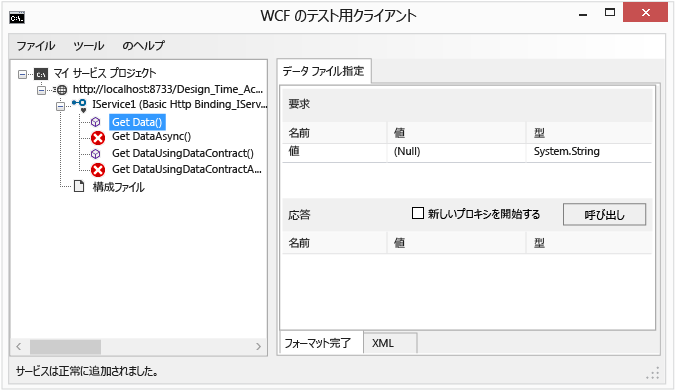 WCF のテスト用クライアント
ファイル ツール のヘルプ
マイ サービス プロジェクト
http://localhost:8733/Design_Time_Ac...
IService1 (Basic Http Binding_IServ...
Get Data()
Get DataAsync()
Get DataUsingDataContract()
Get DataUsingDataContractA...
構成ファイル
データ ファイル指定
要求
名前 値 型
値 (Null) System.String
応答 新しいプロキシを開始する 呼び出し
名前 値 型
フォーマット完了 XML
サービスは正常に追加されました。